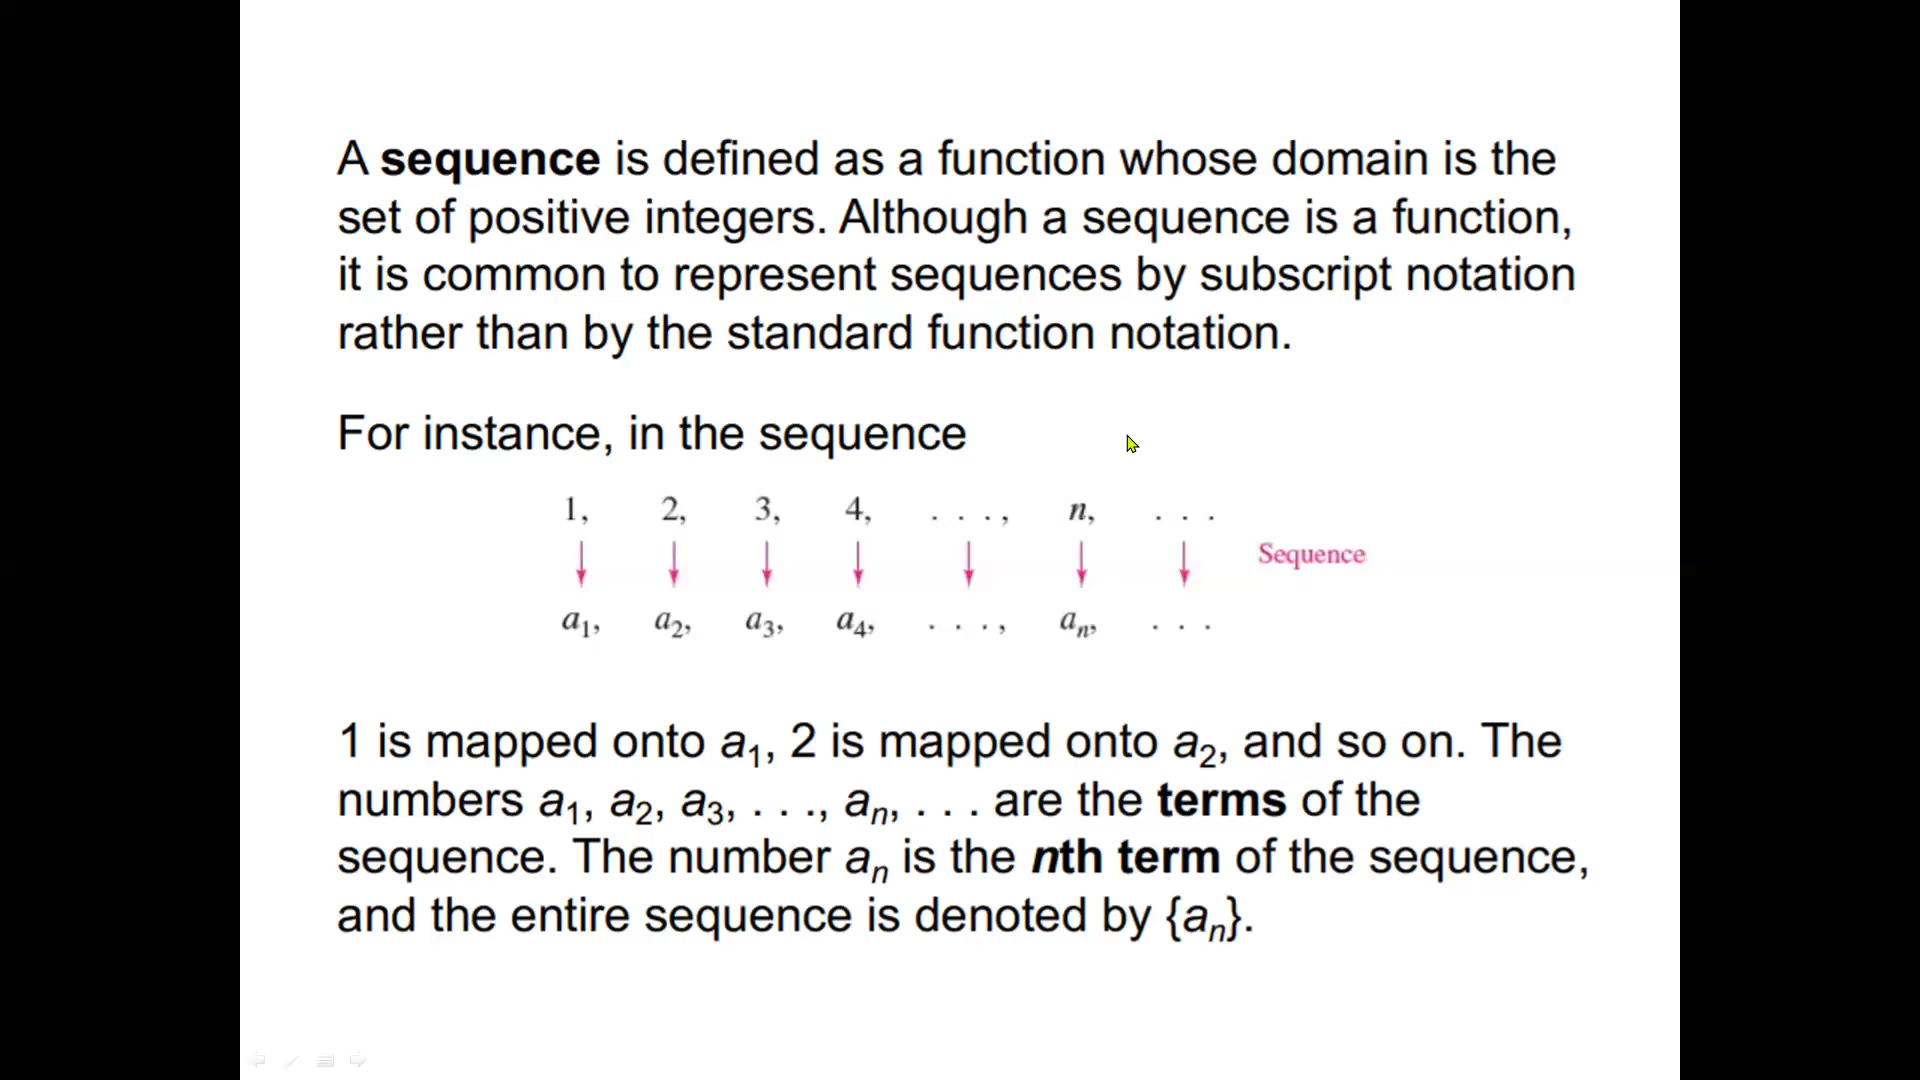 A sequence is defined as a function whose domain is the
set of positive integers. Although a sequence is a function,
it is common to represent sequences by subscript notation
rather than by the standard function notation.
For instance, in the sequence
1, 2, 3, 4, . . ., n, . . .
Sequence
a₁, a₂, a₃, a₄, . . ., aₙ, . . .
1 is mapped onto a₁, 2 is mapped onto a₂, and so on. The
numbers a₁, a₂, a₃, . . ., aₙ, . . . are the terms of the
sequence. The number aₙ is the nth term of the sequence,
and the entire sequence is denoted by {aₙ}.